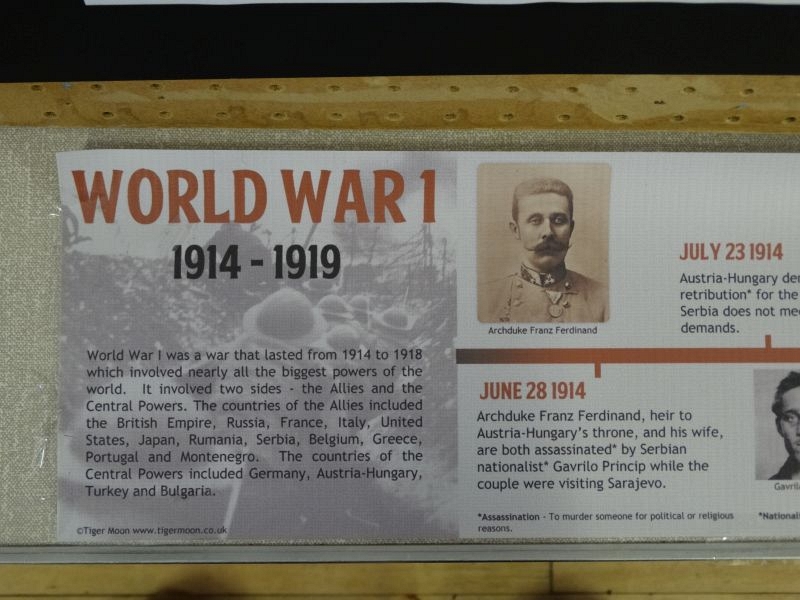 WORLD WAR 1
1914 - 1919
World War I was a war that lasted from 1914 to 1918
which involved nearly all the biggest powers of the
world. It involved two sides - the Allies and the
Central Powers. The countries of the Allies included
the British Empire, Russia, France, Italy, United
States, Japan, Rumania, Serbia, Belgium, Greece,
Portugal and Montenegro. The countries of the
Central Powers included Germany, Austria-Hungary,
Turkey and Bulgaria.
©Tiger Moon www.tigermoon.co.uk
Archduke Franz Ferdinand
JUNE 28 1914
Archduke Franz Ferdinand, heir to
Austria-Hungary's throne, and his wife,
are both assassinated* by Serbian
nationalist* Gavrilo Princip while the
couple were visiting Sarajevo.
*Assassination - To murder someone for political or religious
reasons.
JULY 23 1914
Austria-Hungary
retribution* for the
Serbia does not
demands.